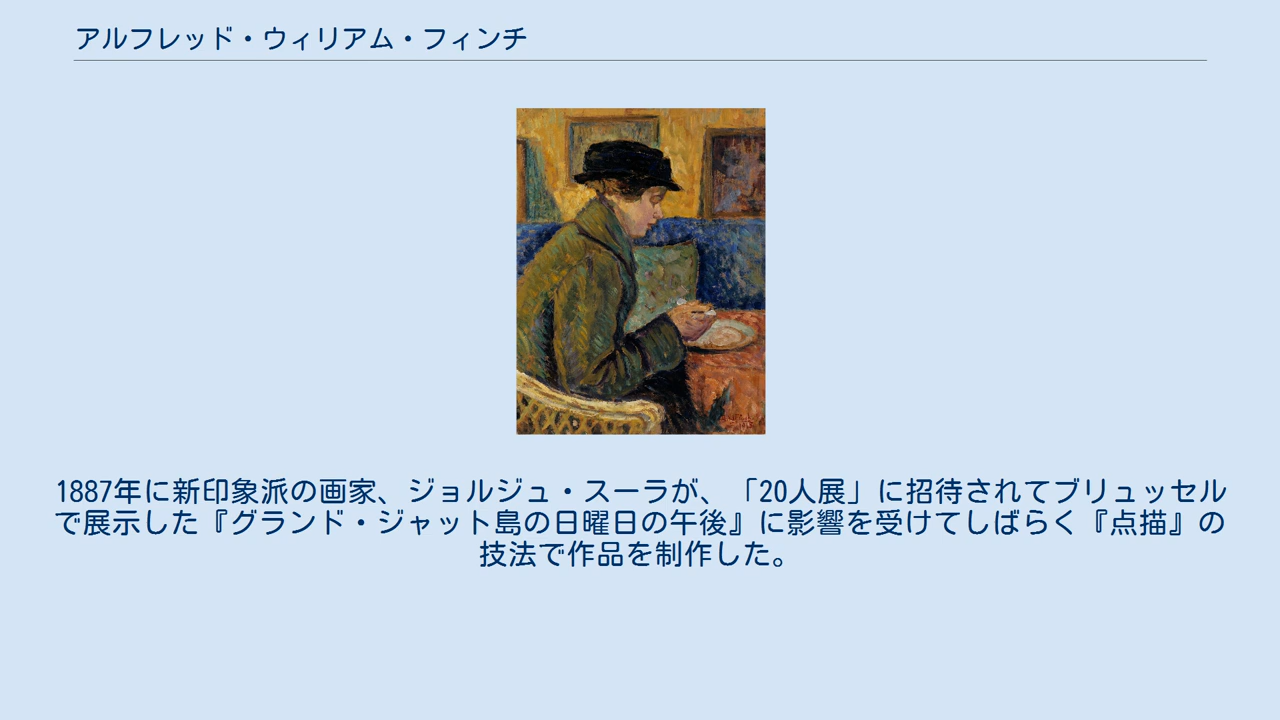 アルフレッド・ウィリアム・フィンチ
1887年に新印象派の画家、ジョルジュ・スーラが、「20人展」に招待されてブリュッセル
で展示した『グランド・ジャット島の日曜日の午後』に影響を受けてしばらく『点描』の
技法で作品を制作した。